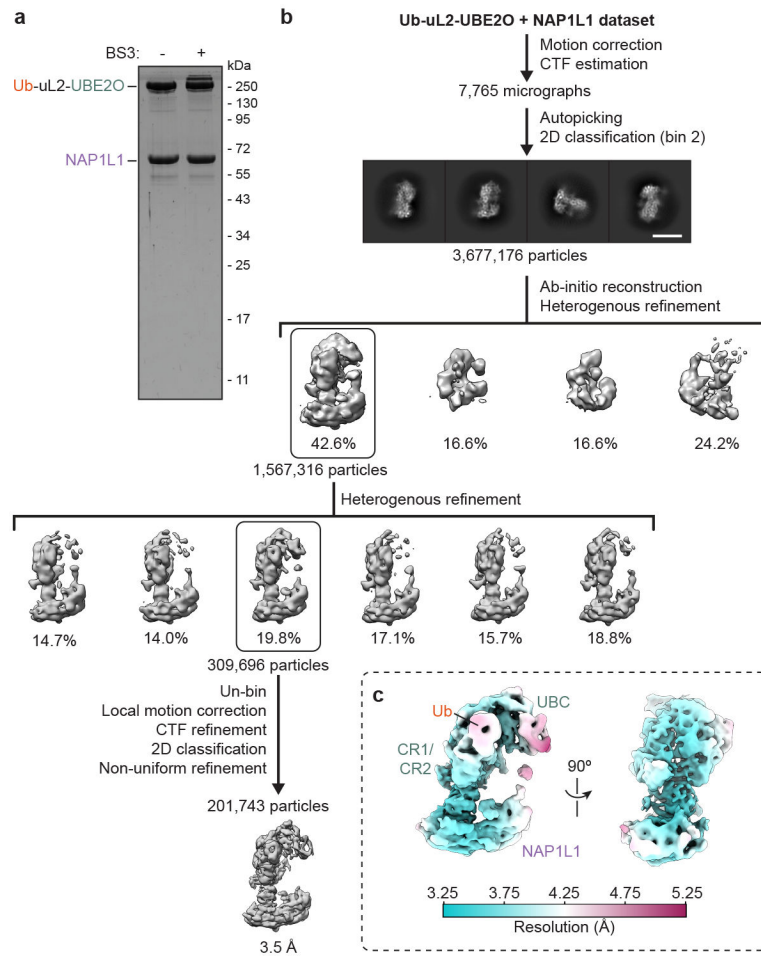 a
BS3: - +
kDa
Ub-uL2-UBE2O
- 250
- 130
- 95
- 72
NAP1L1
- 55
- 43
- 34
- 25
- 17
- 11
b
Ub-uL2-UBE2O + NAP1L1 dataset
Motion correction
CTF estimation
7,765 micrographs
Autopicking
2D classification (bin 2)
3,677,176 particles
Ab-initio reconstruction
Heterogenous refinement
42.6% 16.6% 16.6% 24.2%
1,567,316 particles
Heterogenous refinement
14.7% 14.0% 19.8% 17.1% 15.7% 18.8%
309,696 particles
Un-bin
Local motion correction
CTF refinement
2D classification
Non-uniform refinement
201,743 particles
3.5 Å
c
Ub
UBC
CR1/
CR2
90º
NAP1L1
3.25 3.75 4.25 4.75 5.25
Resolution (Å)